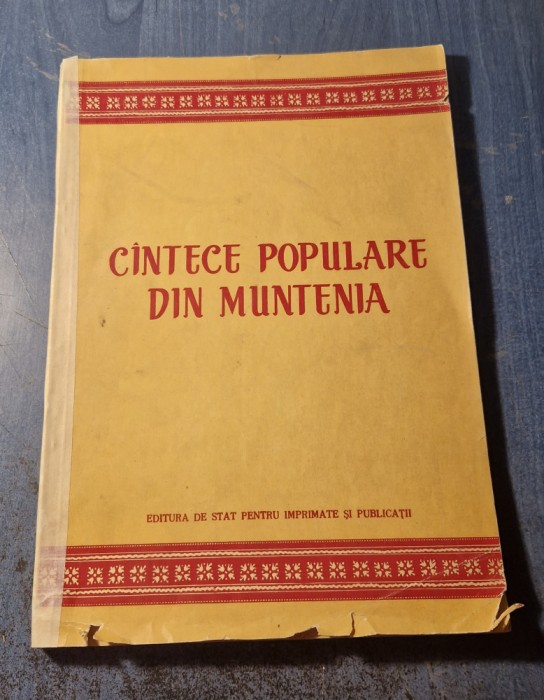 CÎNTECE POPULARE
DIN MUNTENIA
EDITURA DE STAT PENTRU IMPRIMATE ȘI PUBLICAȚII